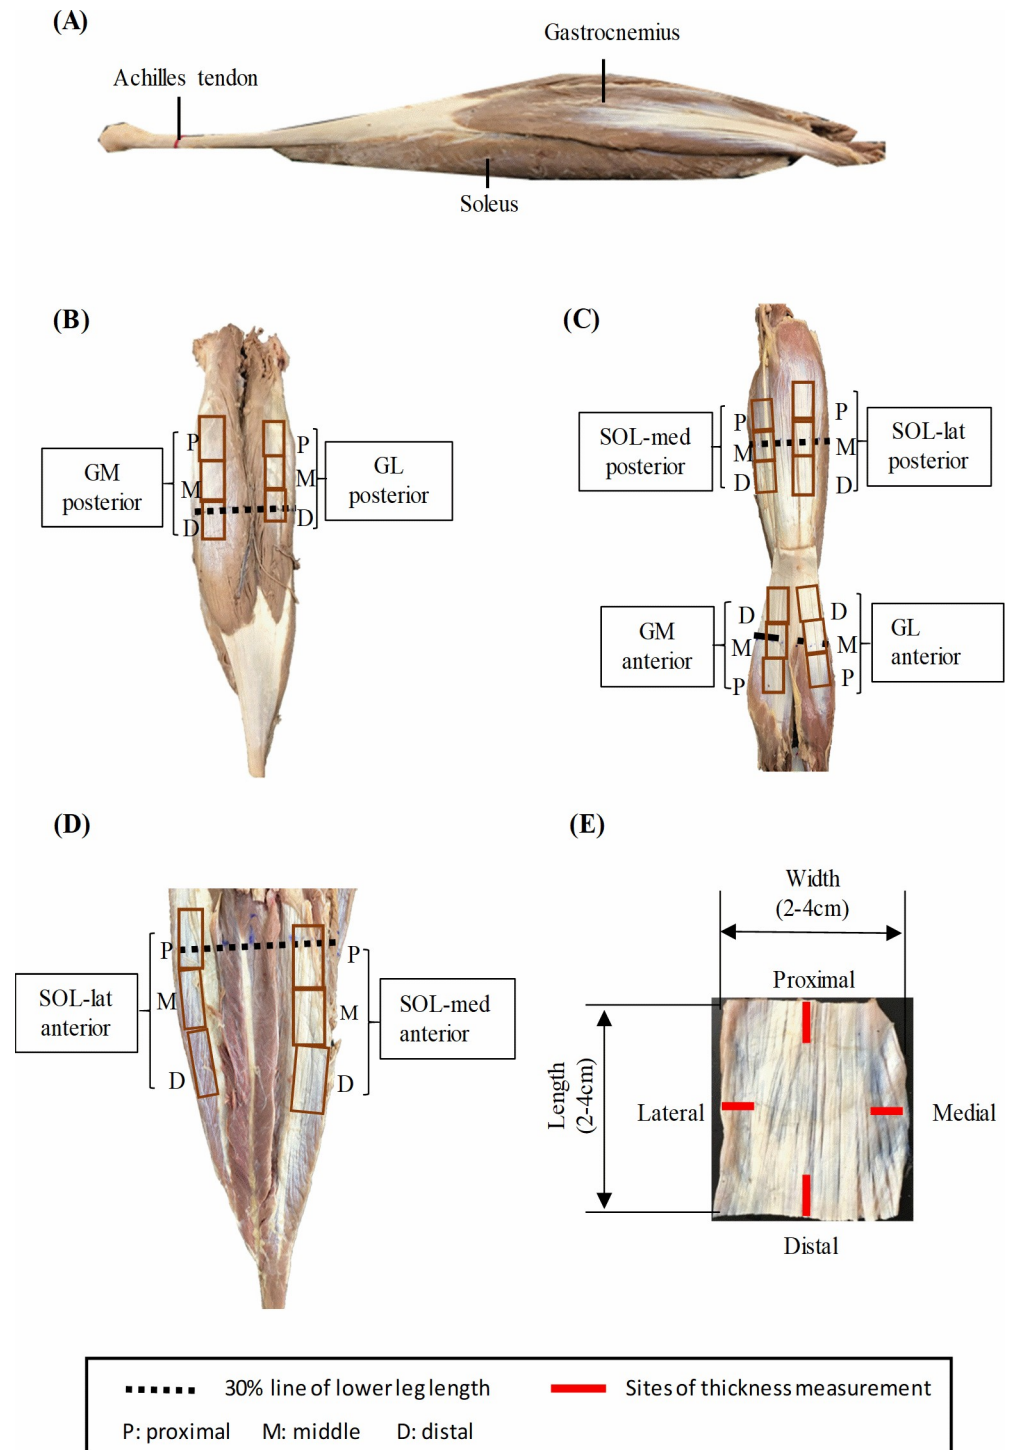 (A)
Gastrocnemius
Achilles tendon
Soleus
(B)
P
M
D
GM
posterior
P
M
D
GL
posterior
(C)
SOL-med
posterior
P
M
D
P
M
D
SOL-lat
posterior
GM
anterior
D
M
P
D
M
P
GL
anterior
(D)
SOL-lat
anterior
P
M
D
P
M
D
SOL-med
anterior
(E)
Width
(2-4cm)
Proximal
Length
(2-4cm)
Lateral
Medial
Distal
30% line of lower leg length
Sites of thickness measurement
P: proximal M: middle D: distal